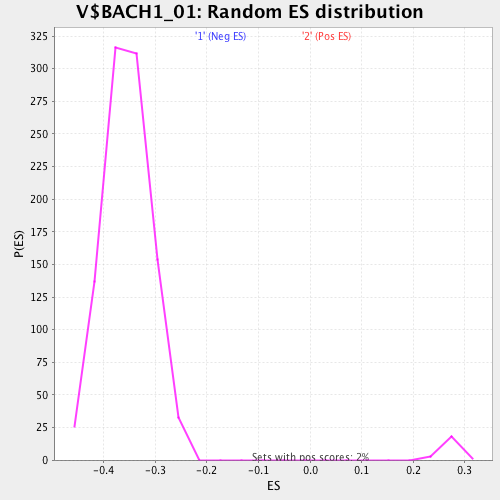 V$BACH1_01: Random ES distribution
'1' (Neg ES) '2' (Pos ES)
325
300
275
250
225
200
175
150
125
100
75
50
25
0
P(ES)
Sets with pos scores: 2%
-0.4 -0.3 -0.2 -0.1 0.0 0.1 0.2 0.3
ES